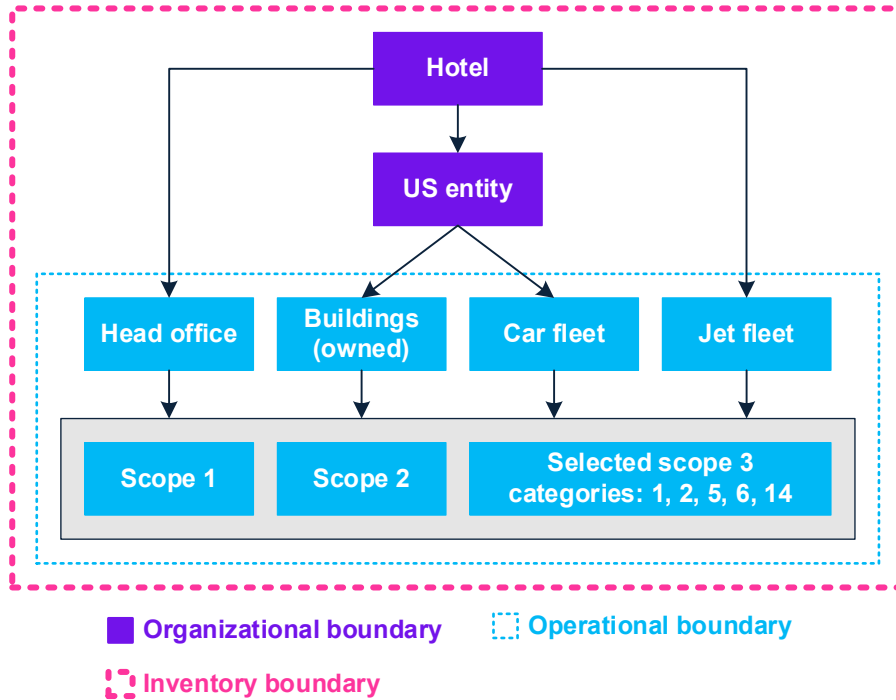 Hotel
US entity
Head office
Buildings
(owned)
Car fleet
Jet fleet
Scope 1
Scope 2
Selected scope 3
categories: 1, 2, 5, 6, 14
Organizational boundary
Operational boundary
Inventory boundary